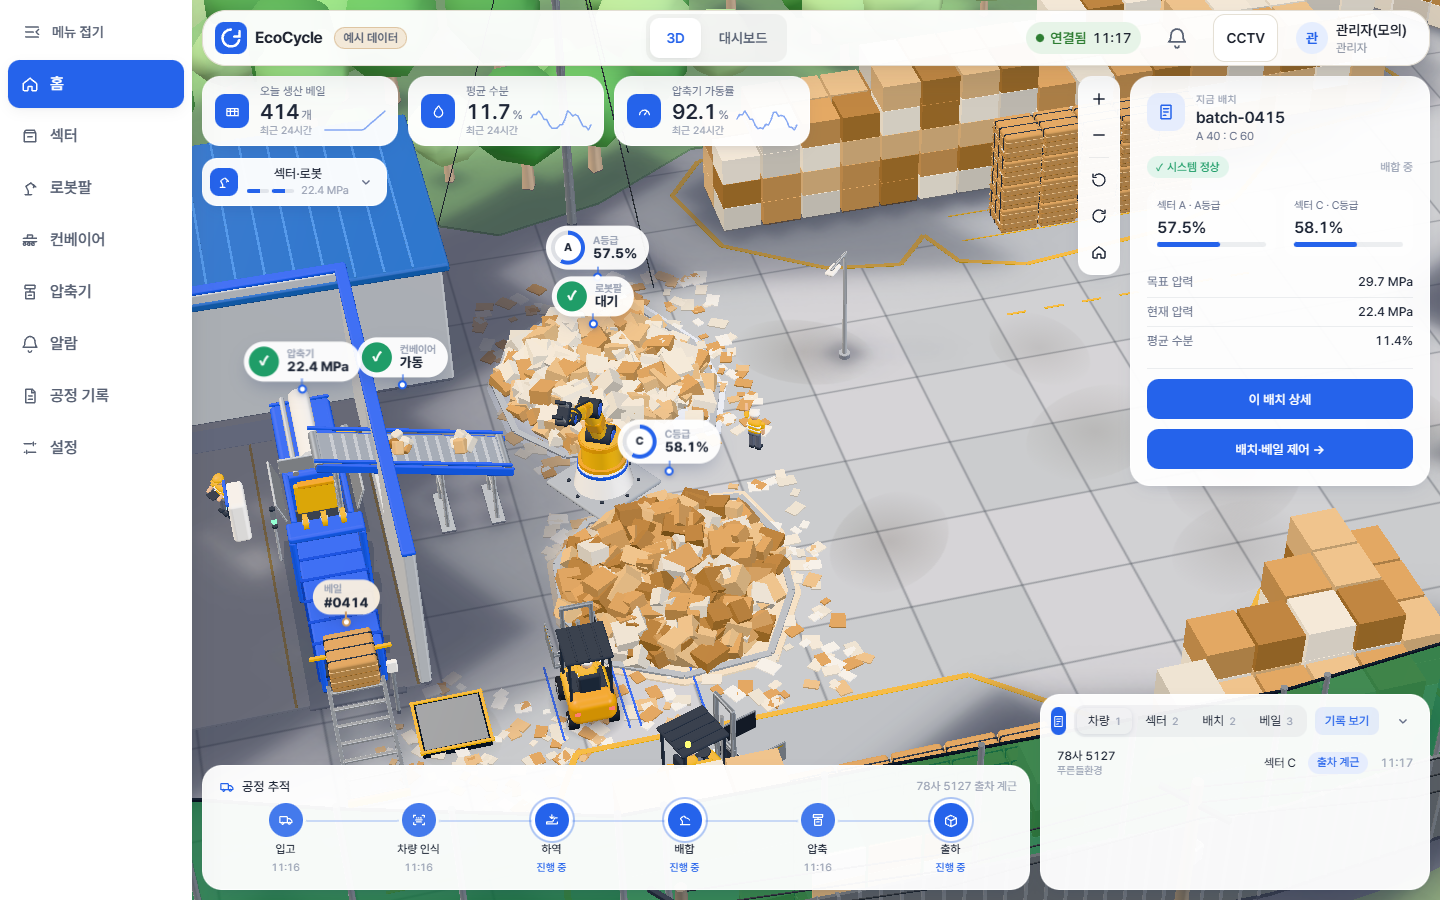 메뉴 접기
홈
섹터
로봇팔
컨베이어
압축기
알람
공정 기록
설정
EcoCycle
예시 데이터
3D
대시보드
연결됨 11:17
CCTV
관
관리자(모의)
관리자
오늘 생산 베일
414개
최근 24시간
평균 수분
11.7%
최근 24시간
압축기 가동률
92.1%
최근 24시간
섹터·로봇
22.4 MPa
지금 배치
batch-0415
A 40 : C 60
✓ 시스템 정상
배합 중
섹터 A · A등급
57.5%
섹터 C · C등급
58.1%
목표 압력
29.7 MPa
현재 압력
22.4 MPa
평균 수분
11.4%
이 배치 상세
배치·베일 제어 →
A
A등급
57.5%
로봇팔
대기
압축기
22.4 MPa
컨베이어
가동
C
C등급
58.1%
베일
#0414
공정 추적
78사 5127 출차 계근
입고
11:16
차량 인식
11:16
하역
진행 중
배합
진행 중
압축
11:16
출하
진행 중
차량 1
섹터 2
배치 2
베일 3
기록 보기
78사 5127
푸른들환경
섹터 C
출차 계근
11:17